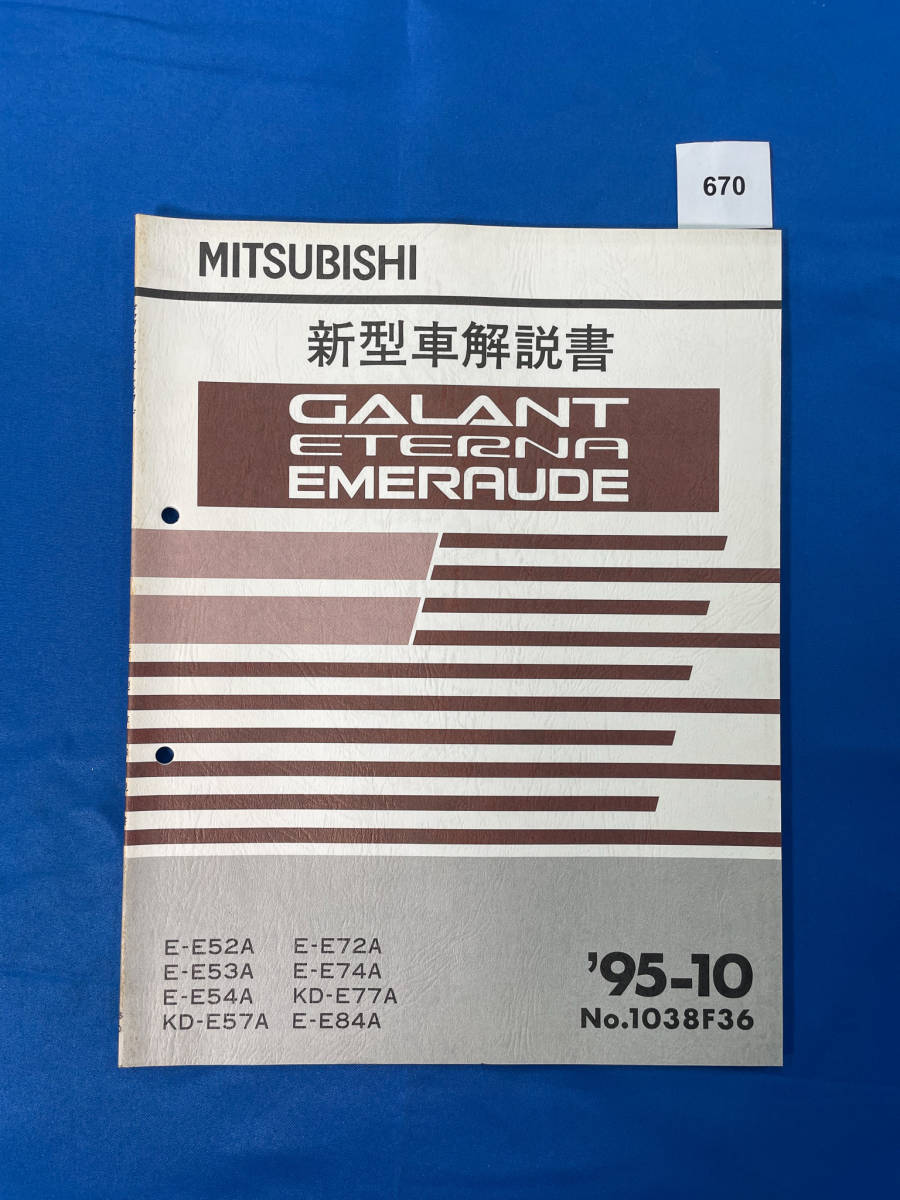 670
MITSUBISHI
新型車解説書
GALANT
ETERNA
EMERAUDE
E-E52A E-E72A
E-E53A E-E74A
E-E54A KD-E77A
KD-E57A E-E84A
'95-10
No.1038F36